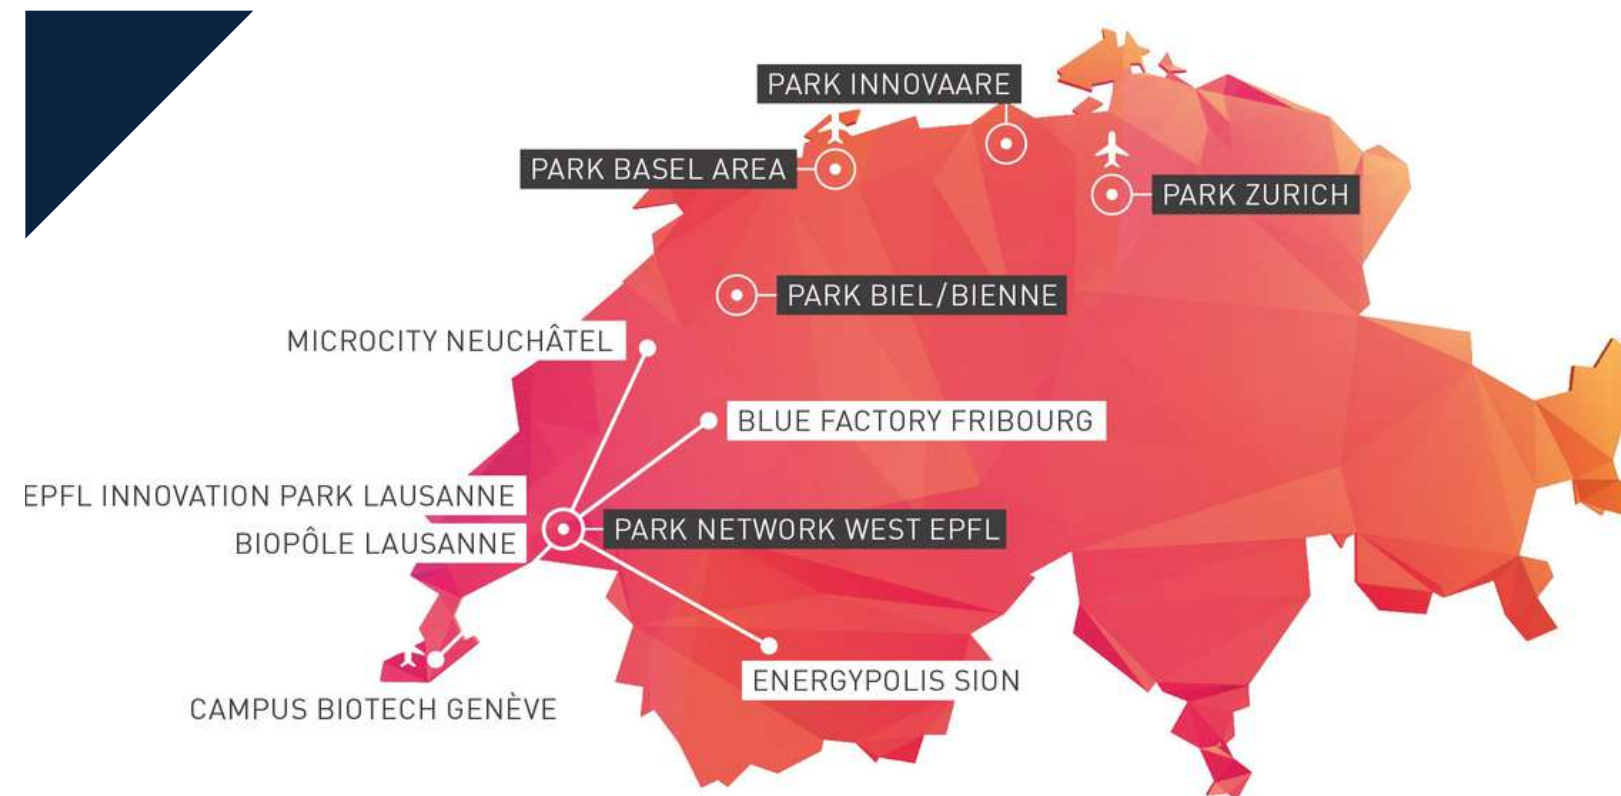 PARK INNOVAARE
PARK BASEL AREA
PARK ZURICH
PARK BIEL/BIENNE
MICROCITY NEUCHÂTEL
BLUE FACTORY FRIBOURG
EPFL INNOVATION PARK LAUSANNE
PARK NETWORK WEST EPFL
BIOPÔLE LAUSANNE
ENERGYPOLIS SION
CAMPUS BIOTECH GENÈVE